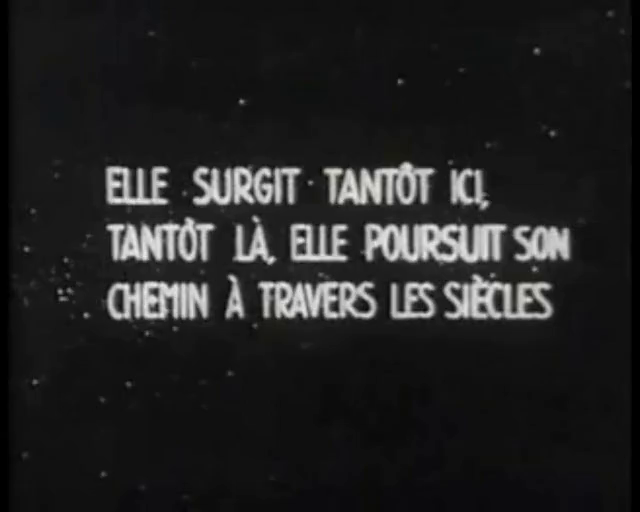 ELLE SURGIT TANTÔT ICI,
TANTÔT LÀ, ELLE POURSUIT SON
CHEMIN À TRAVERS LES SIÈCLES